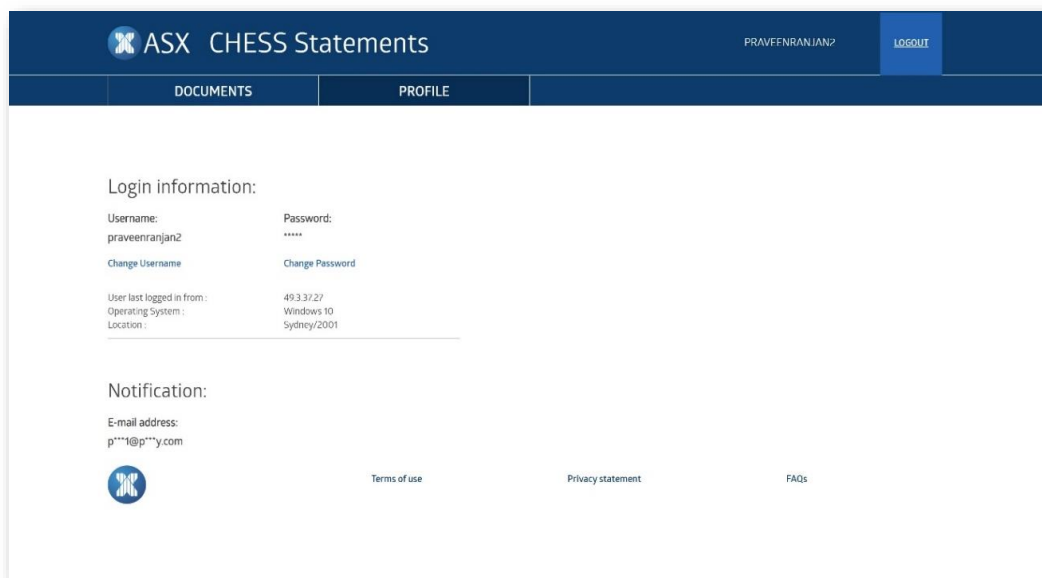 ASX CHESS Statements
PRAVEENRANJAN2
LOGOUT
DOCUMENTS PROFILE
Login information:
Username: Password:
praveenranjan2 *****
Change Username Change Password
User last logged in from : 49.3.37.27
Operating System : Windows 10
Location : Sydney/2001
Notification:
E-mail address:
p***1@p***y.com
Terms of use Privacy statement FAQs